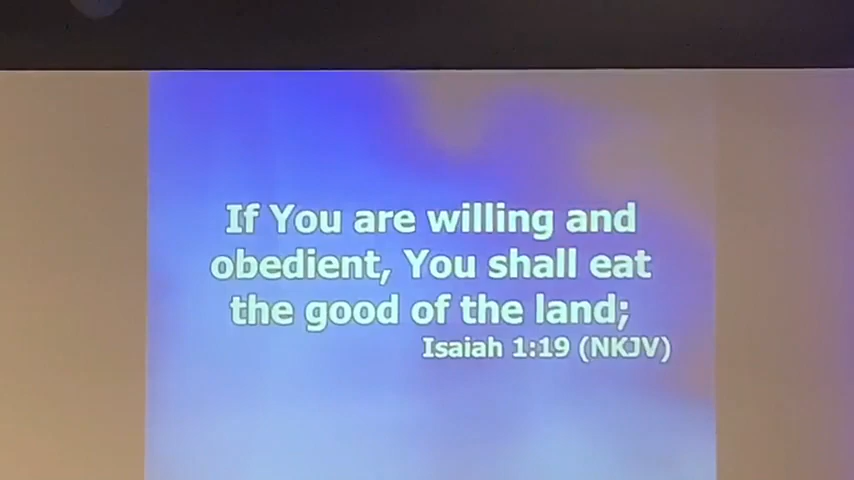 If You are willing and
obedient, You shall eat
the good of the land;
Isaiah 1:19 (NKJV)